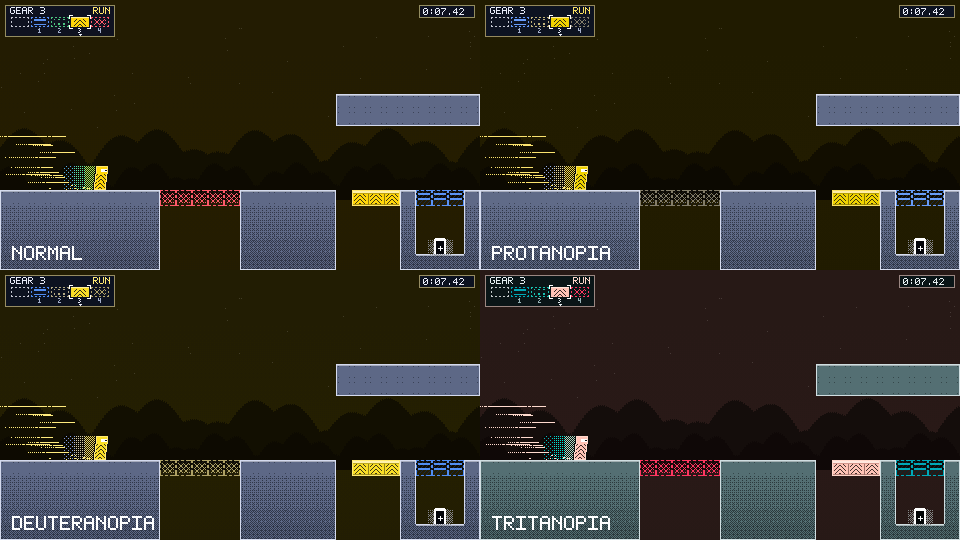 GEAR 3 RUN 0:07.42
1 2 3 4
NORMAL
GEAR 3 RUN 0:07.42
1 2 3 4
PROTANOPIA
GEAR 3 RUN 0:07.42
1 2 3 4
DEUTERANOPIA
GEAR 3 RUN 0:07.42
1 2 3 4
TRITANOPIA